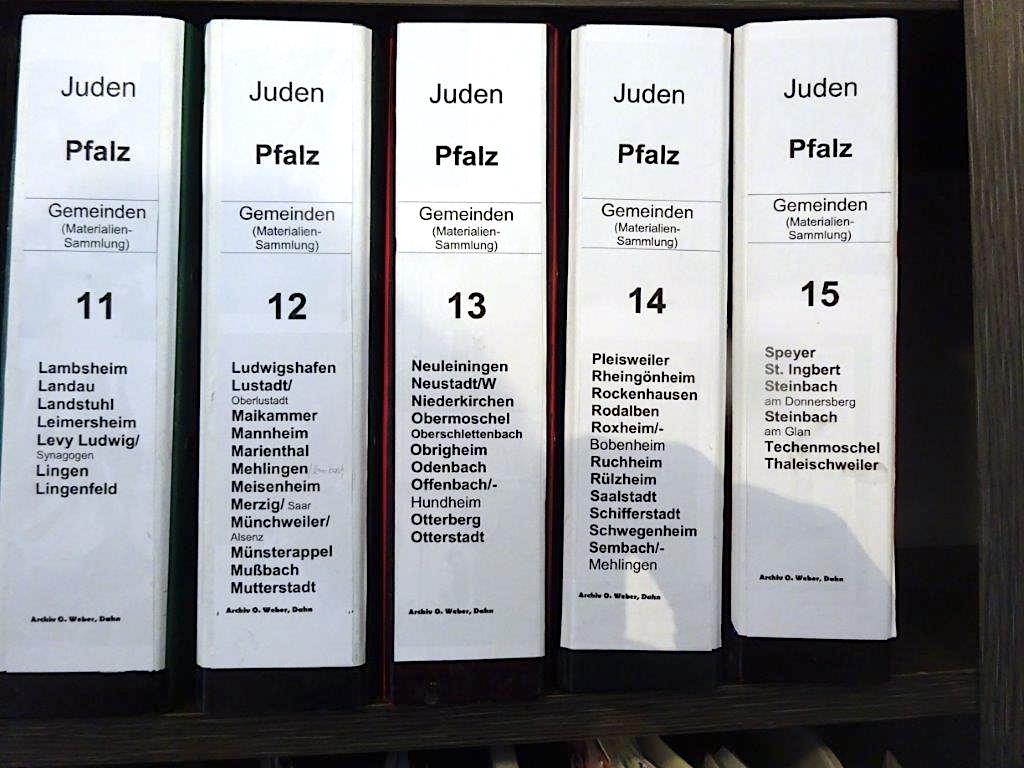 Juden
Pfalz
Gemeinden
(Materialien-
Sammlung)
11
Lambsheim
Landau
Landstuhl
Leimersheim
Levy Ludwig/
Synagogen
Lingen
Lingenfeld
Archiv O. Weber, Dahn
Juden
Pfalz
Gemeinden
(Materialien-
Sammlung)
12
Ludwigshafen
Lustadt/
Oberlustadt
Maikammer
Mannheim
Marienthal
Mehlingen
Meisenheim
Merzig/ Saar
Münchweiler/
Alsenz
Münsterappel
Mußbach
Mutterstadt
Archiv O. Weber, Dahn
Juden
Pfalz
Gemeinden
(Materialien-
Sammlung)
13
Neuleiningen
Neustadt/W
Niederkirchen
Obermoschel
Oberschlettenbach
Obrigheim
Odenbach
Offenbach/-
Hundheim
Otterberg
Otterstadt
Archiv O. Weber, Dahn
Juden
Pfalz
Gemeinden
(Materialien-
Sammlung)
14
Pleisweiler
Rheingönheim
Rockenhausen
Rodalben
Roxheim/-
Bobenheim
Ruchheim
Rülzheim
Saalstadt
Schifferstadt
Schwegenheim
Sembach/-
Mehlingen
Archiv O. Weber, Dahn
Juden
Pfalz
Gemeinden
(Materialien-
Sammlung)
15
Speyer
St. Ingbert
Steinbach
am Donnersberg
Steinbach
am Glan
Techenmoschel
Thaleischweiler
Archiv O. Weber, Dahn